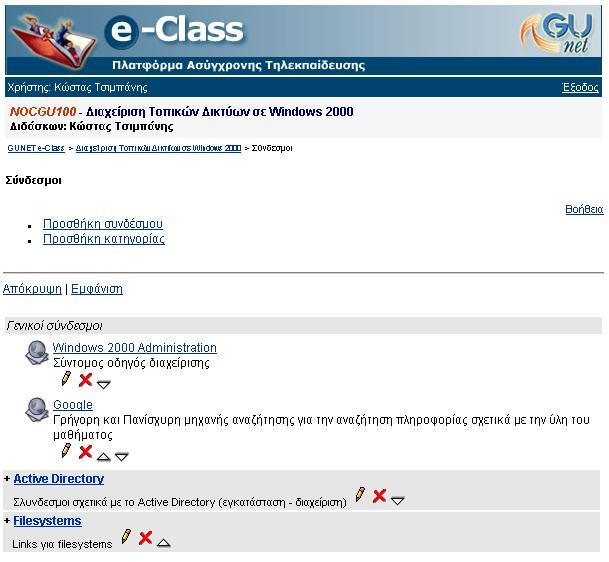 e-Class
GU
net
Πλατφόρμα Ασύγχρονης Τηλεκπαίδευσης
Χρήστης: Κώστας Τσιμπάνης Έξοδος
NOCGU100 - Διαχείριση Τοπικών Δικτύων σε Windows 2000
Διδάσκων: Κώστας Τσιμπάνης
GUNET e-Class > Διαχείριση Τοπικών Δικτύων σε Windows 2000 > Σύνδεσμοι
Σύνδεσμοι
Βοήθεια
Προσθήκη συνδέσμου
Προσθήκη κατηγορίας
Απόκρυψη | Εμφάνιση
Γενικοί σύνδεσμοι
Windows 2000 Administration
Σύντομος οδηγός διαχείρισης
Google
Γρήγορη και Πανίσχυρη μηχανής αναζήτησης για την αναζήτηση πληροφορίας σχετικά με την ύλη του
μαθήματος
+ Active Directory
Σλυνδεσμοι σχετικά με το Active Directory (εγκατάσταση - διαχείριση)
+ Filesystems
Links για filesystems